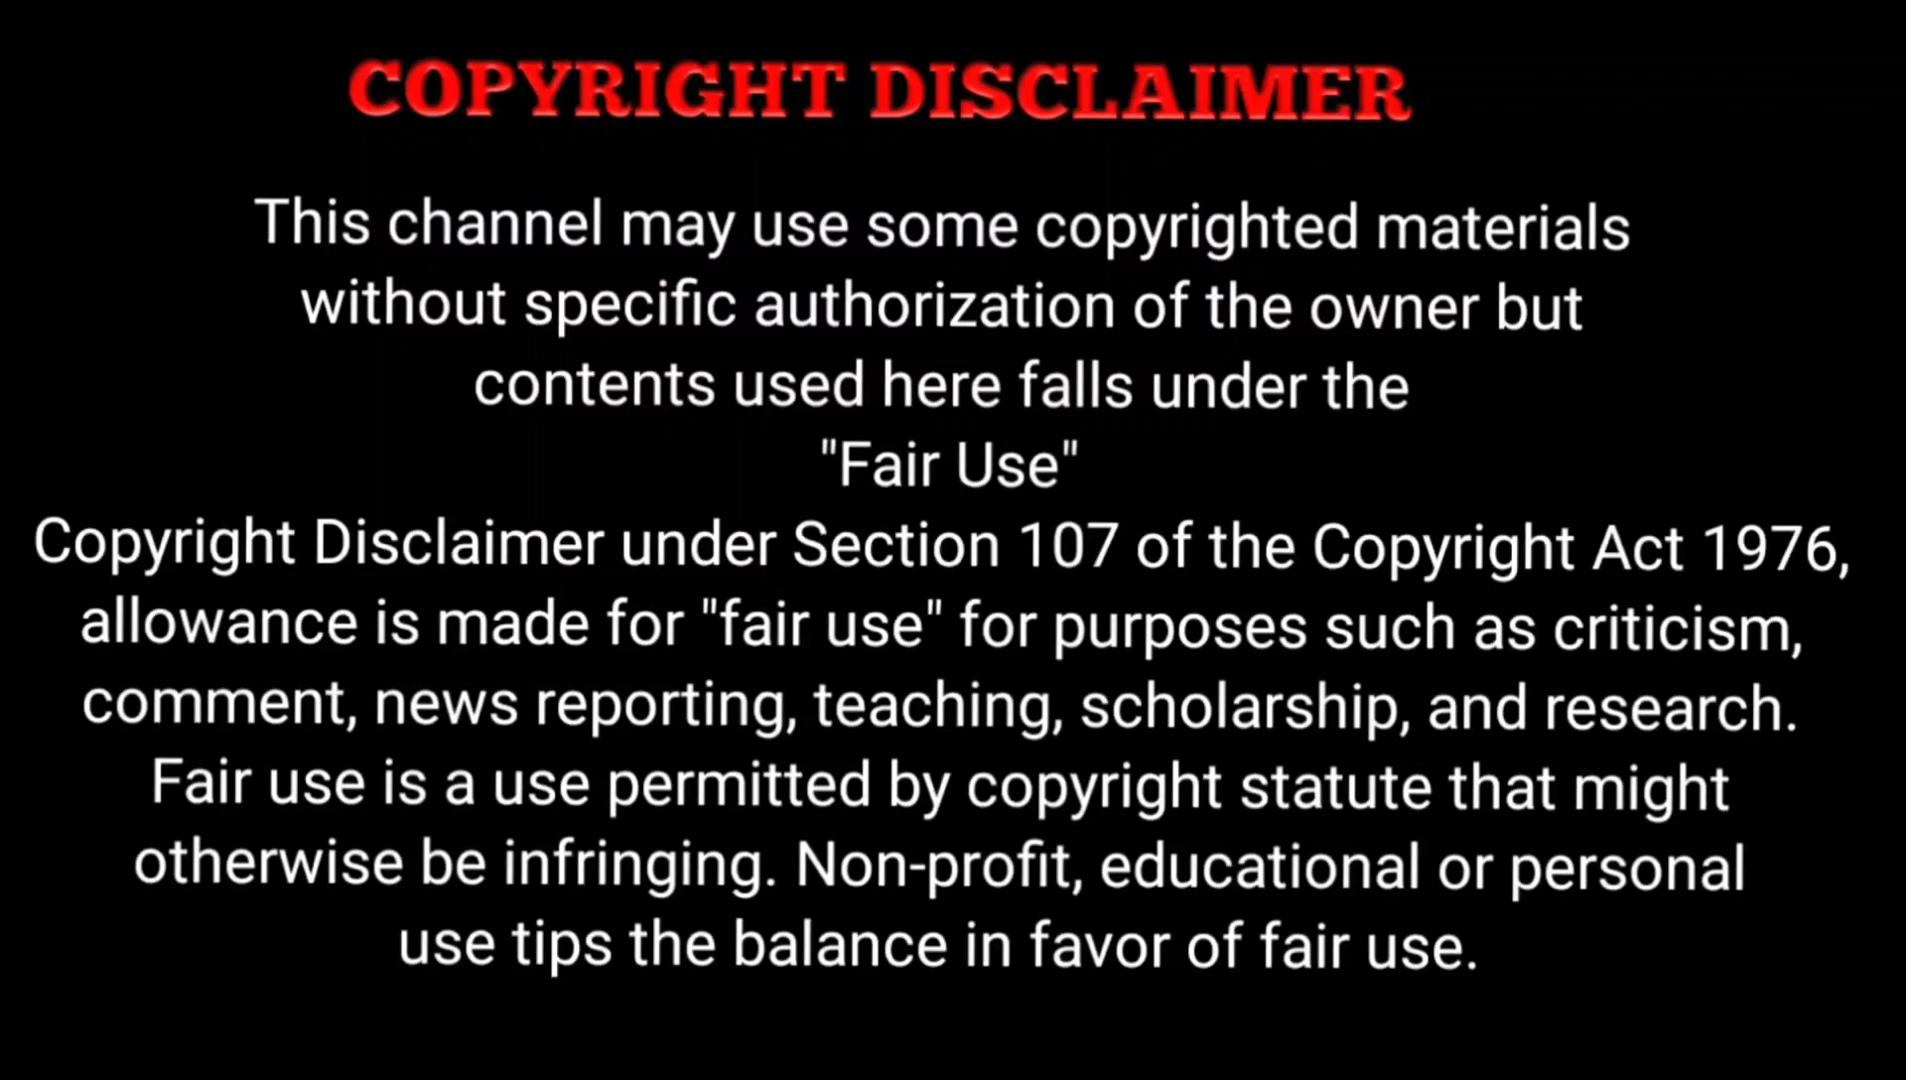 COPYRIGHT DISCLAIMER
This channel may use some copyrighted materials
without specific authorization of the owner but
contents used here falls under the
"Fair Use"
Copyright Disclaimer under Section 107 of the Copyright Act 1976,
allowance is made for "fair use" for purposes such as criticism,
comment, news reporting, teaching, scholarship, and research.
Fair use is a use permitted by copyright statute that might
otherwise be infringing. Non-profit, educational or personal
use tips the balance in favor of fair use.